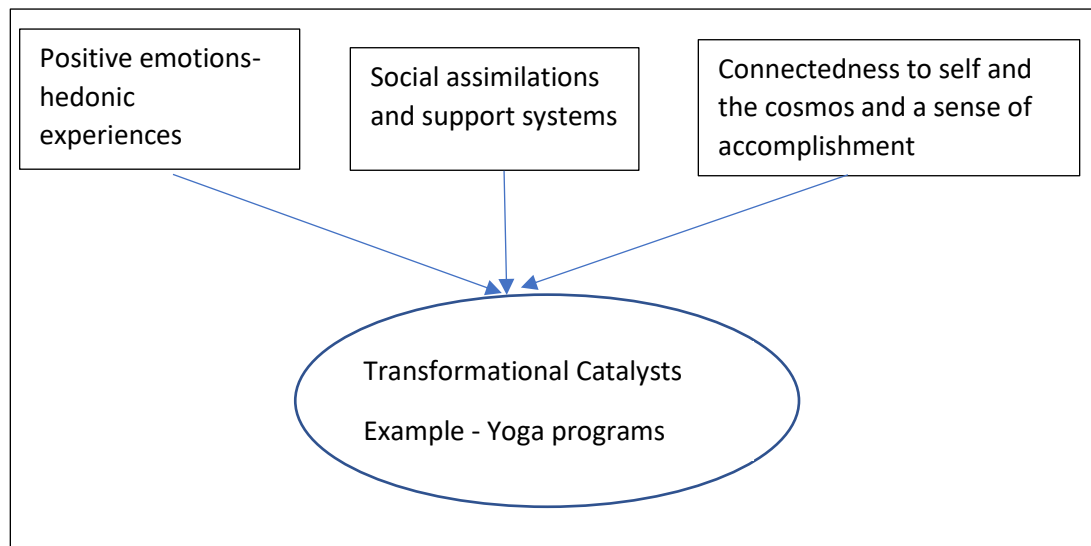 Positive emotions-
hedonic
experiences
Social assimilations
and support systems
Connectedness to self and
the cosmos and a sense of
accomplishment
Transformational Catalysts
Example - Yoga programs